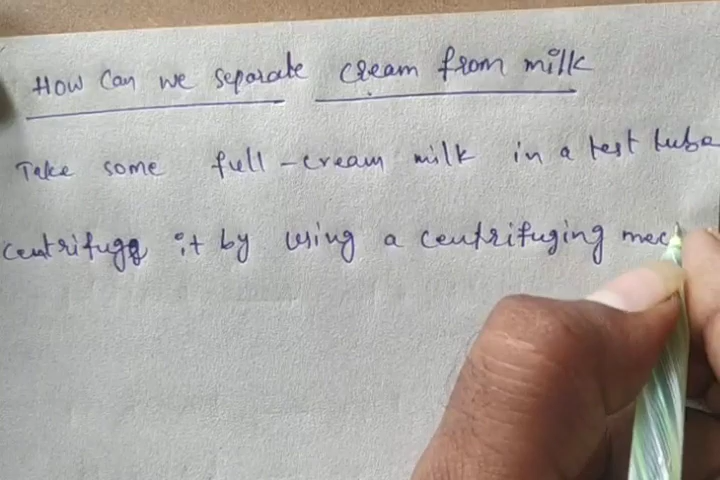 How can we separate cream from milk
Take some full-cream milk in a test tube
centrifuge it by using a centrifuging mec